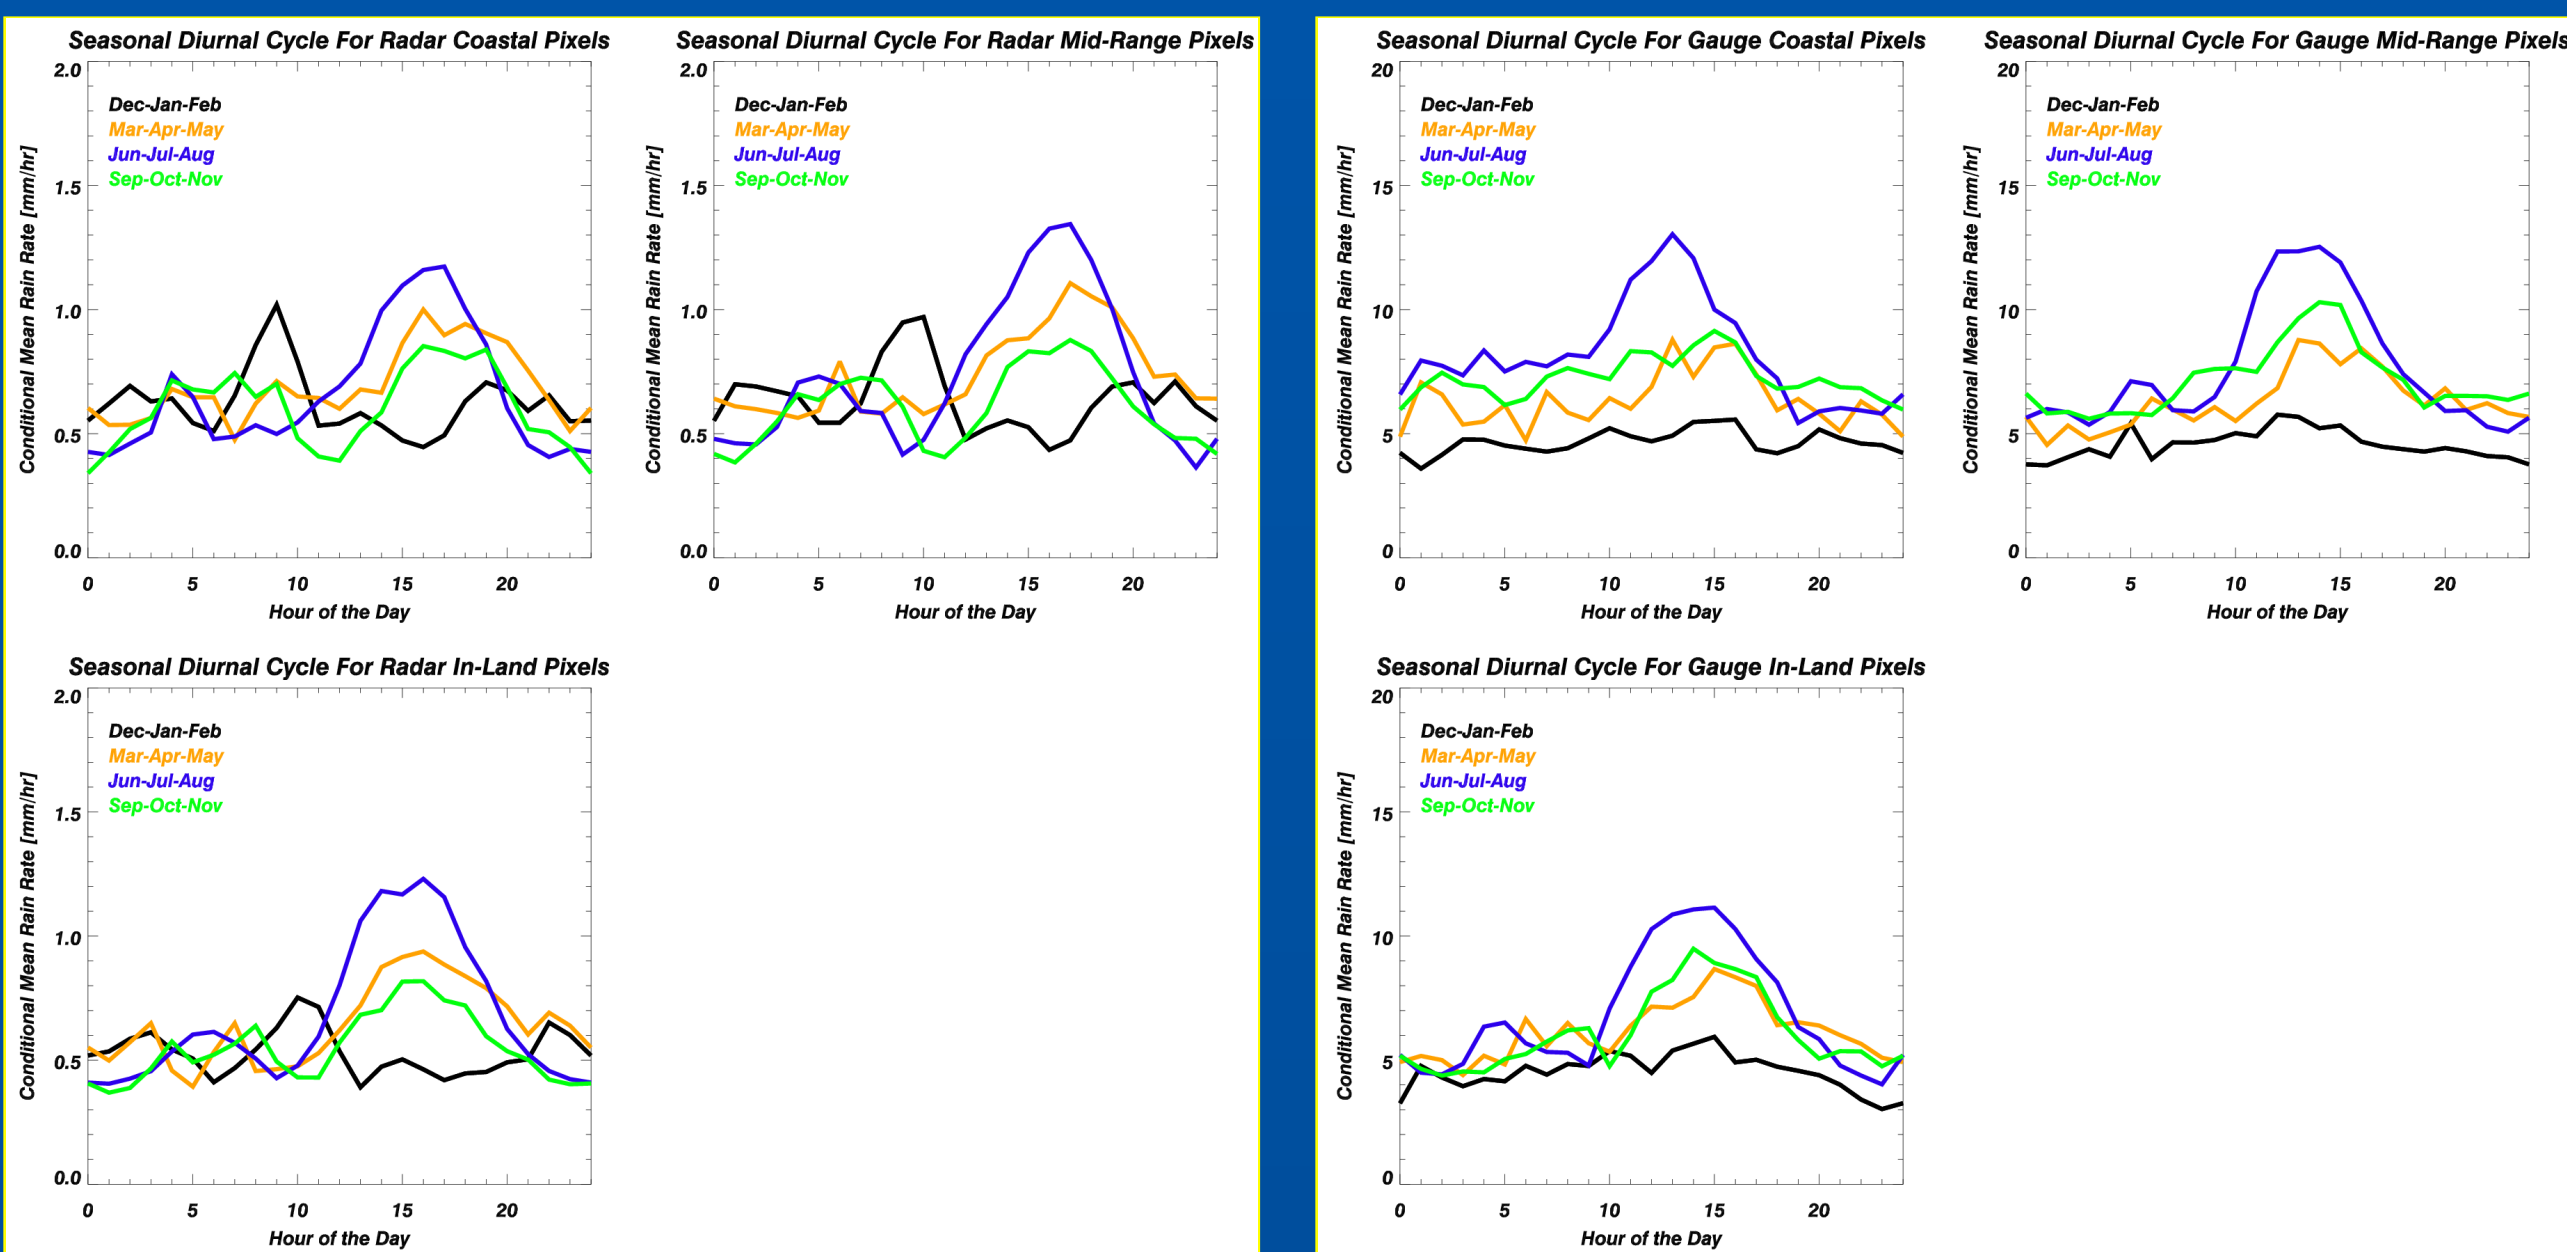 Seasonal Diurnal Cycle For Radar Coastal Pixels
2.0
1.5
1.0
0.5
0.0
Conditional Mean Rain Rate [mm/hr]
Dec-Jan-Feb
Mar-Apr-May
Jun-Jul-Aug
Sep-Oct-Nov
0 5 10 15 20
Hour of the Day
Seasonal Diurnal Cycle For Radar Mid-Range Pixels
2.0
1.5
1.0
0.5
0.0
Conditional Mean Rain Rate [mm/hr]
Dec-Jan-Feb
Mar-Apr-May
Jun-Jul-Aug
Sep-Oct-Nov
0 5 10 15 20
Hour of the Day
Seasonal Diurnal Cycle For Radar In-Land Pixels
2.0
1.5
1.0
0.5
0.0
Conditional Mean Rain Rate [mm/hr]
Dec-Jan-Feb
Mar-Apr-May
Jun-Jul-Aug
Sep-Oct-Nov
0 5 10 15 20
Hour of the Day
Seasonal Diurnal Cycle For Gauge Coastal Pixels
20
15
10
5
0
Conditional Mean Rain Rate [mm/hr]
Dec-Jan-Feb
Mar-Apr-May
Jun-Jul-Aug
Sep-Oct-Nov
0 5 10 15 20
Hour of the Day
Seasonal Diurnal Cycle For Gauge Mid-Range Pixels
20
15
10
5
0
Conditional Mean Rain Rate [mm/hr]
Dec-Jan-Feb
Mar-Apr-May
Jun-Jul-Aug
Sep-Oct-Nov
0 5 10 15 20
Hour of the Day
Seasonal Diurnal Cycle For Gauge In-Land Pixels
20
15
10
5
0
Conditional Mean Rain Rate [mm/hr]
Dec-Jan-Feb
Mar-Apr-May
Jun-Jul-Aug
Sep-Oct-Nov
0 5 10 15 20
Hour of the Day